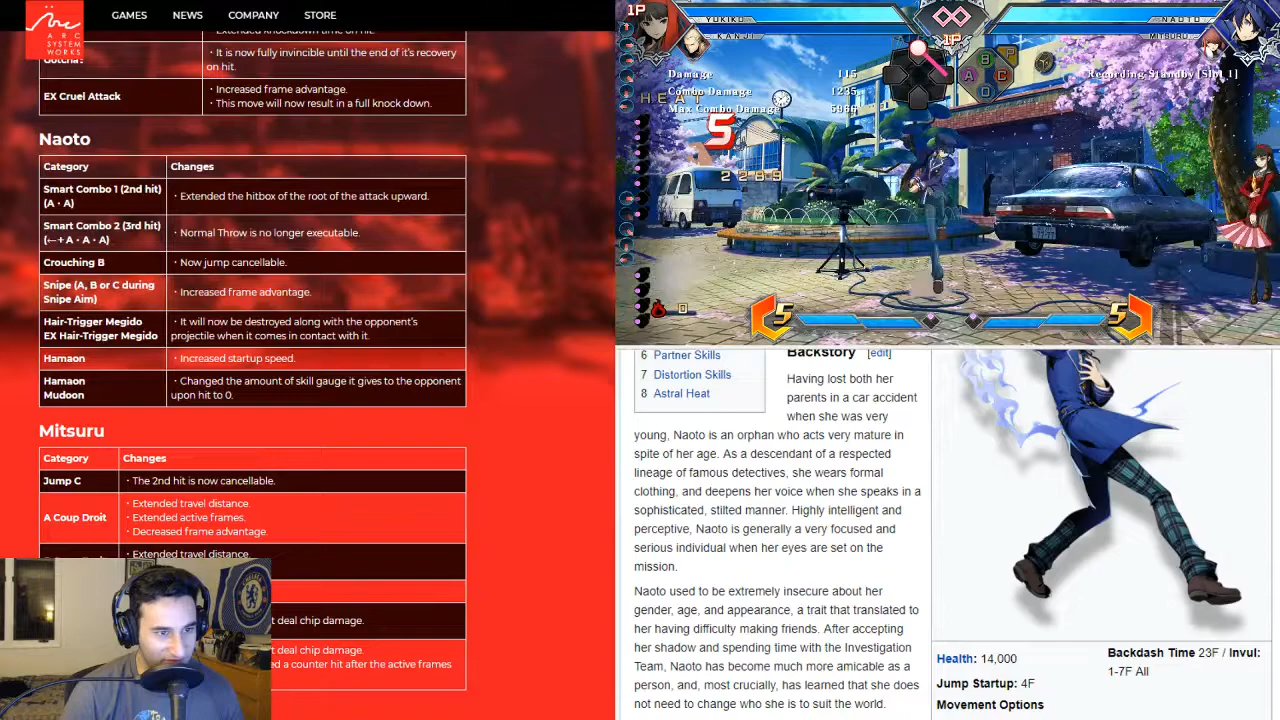 GAMES
NEWS
COMPANY
STORE
ARC
SYSTEM
WORKS
Extended knockdown time on hit.
・It is now fully invincible until the end of it's recovery
on hit.
EX Cruel Attack
・Increased frame advantage.
・This move will now result in a full knock down.
Naoto
Category
Changes
Smart Combo 1 (2nd hit)
(A・A)
・Extended the hitbox of the root of the attack upward.
Smart Combo 2 (3rd hit)
(←+A・A・A)
・Normal Throw is no longer executable.
Crouching B
・Now jump cancellable.
Snipe (A, B or C during
Snipe Aim)
・Increased frame advantage.
Hair-Trigger Megido
EX Hair-Trigger Megido
・It will now be destroyed along with the opponent's
projectile when it comes in contact with it.
Hamaon
・Increased startup speed.
Hamaon
Mudoon
・Changed the amount of skill gauge it gives to the opponent
upon hit to 0.
Mitsuru
Category
Changes
Jump C
・The 2nd hit is now cancellable.
A Coup Droit
・Extended travel distance.
・Extended active frames.
・Decreased frame advantage.
・Extended travel distance.
t deal chip damage.
t deal chip damage.
ed a counter hit after the active frames
1P
YUKIKO
KANJI
1P
NAOTO
MITSURU
Damage 115
Combo Damage 1235
Max Combo Damage 5966
Recording Standby [Slot 1]
HEAT
5
2289
A
B
C
D
P
0
5
5
6 Partner Skills
7 Distortion Skills
8 Astral Heat
Backstory [edit]
Having lost both her
parents in a car accident
when she was very
young, Naoto is an orphan who acts very mature in
spite of her age. As a descendant of a respected
lineage of famous detectives, she wears formal
clothing, and deepens her voice when she speaks in a
sophisticated, stilted manner. Highly intelligent and
perceptive, Naoto is generally a very focused and
serious individual when her eyes are set on the
mission.
Naoto used to be extremely insecure about her
gender, age, and appearance, a trait that translated to
her having difficulty making friends. After accepting
her shadow and spending time with the Investigation
Team, Naoto has become much more amicable as a
person, and, most crucially, has learned that she does
not need to change who she is to suit the world.
Health: 14,000
Jump Startup: 4F
Movement Options
Backdash Time 23F / Invul:
1-7F All